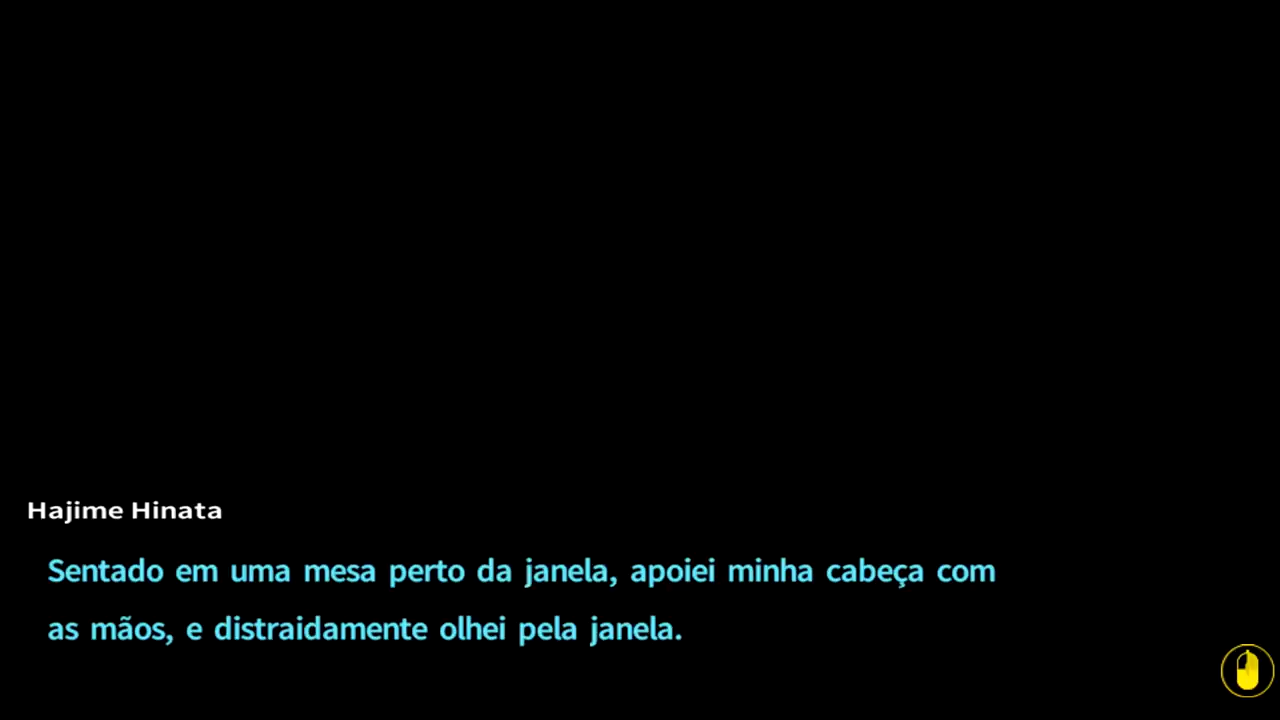 Hajime Hinata
Sentado em uma mesa perto da janela, apoiei minha cabeça com
as mãos, e distraidamente olhei pela janela.